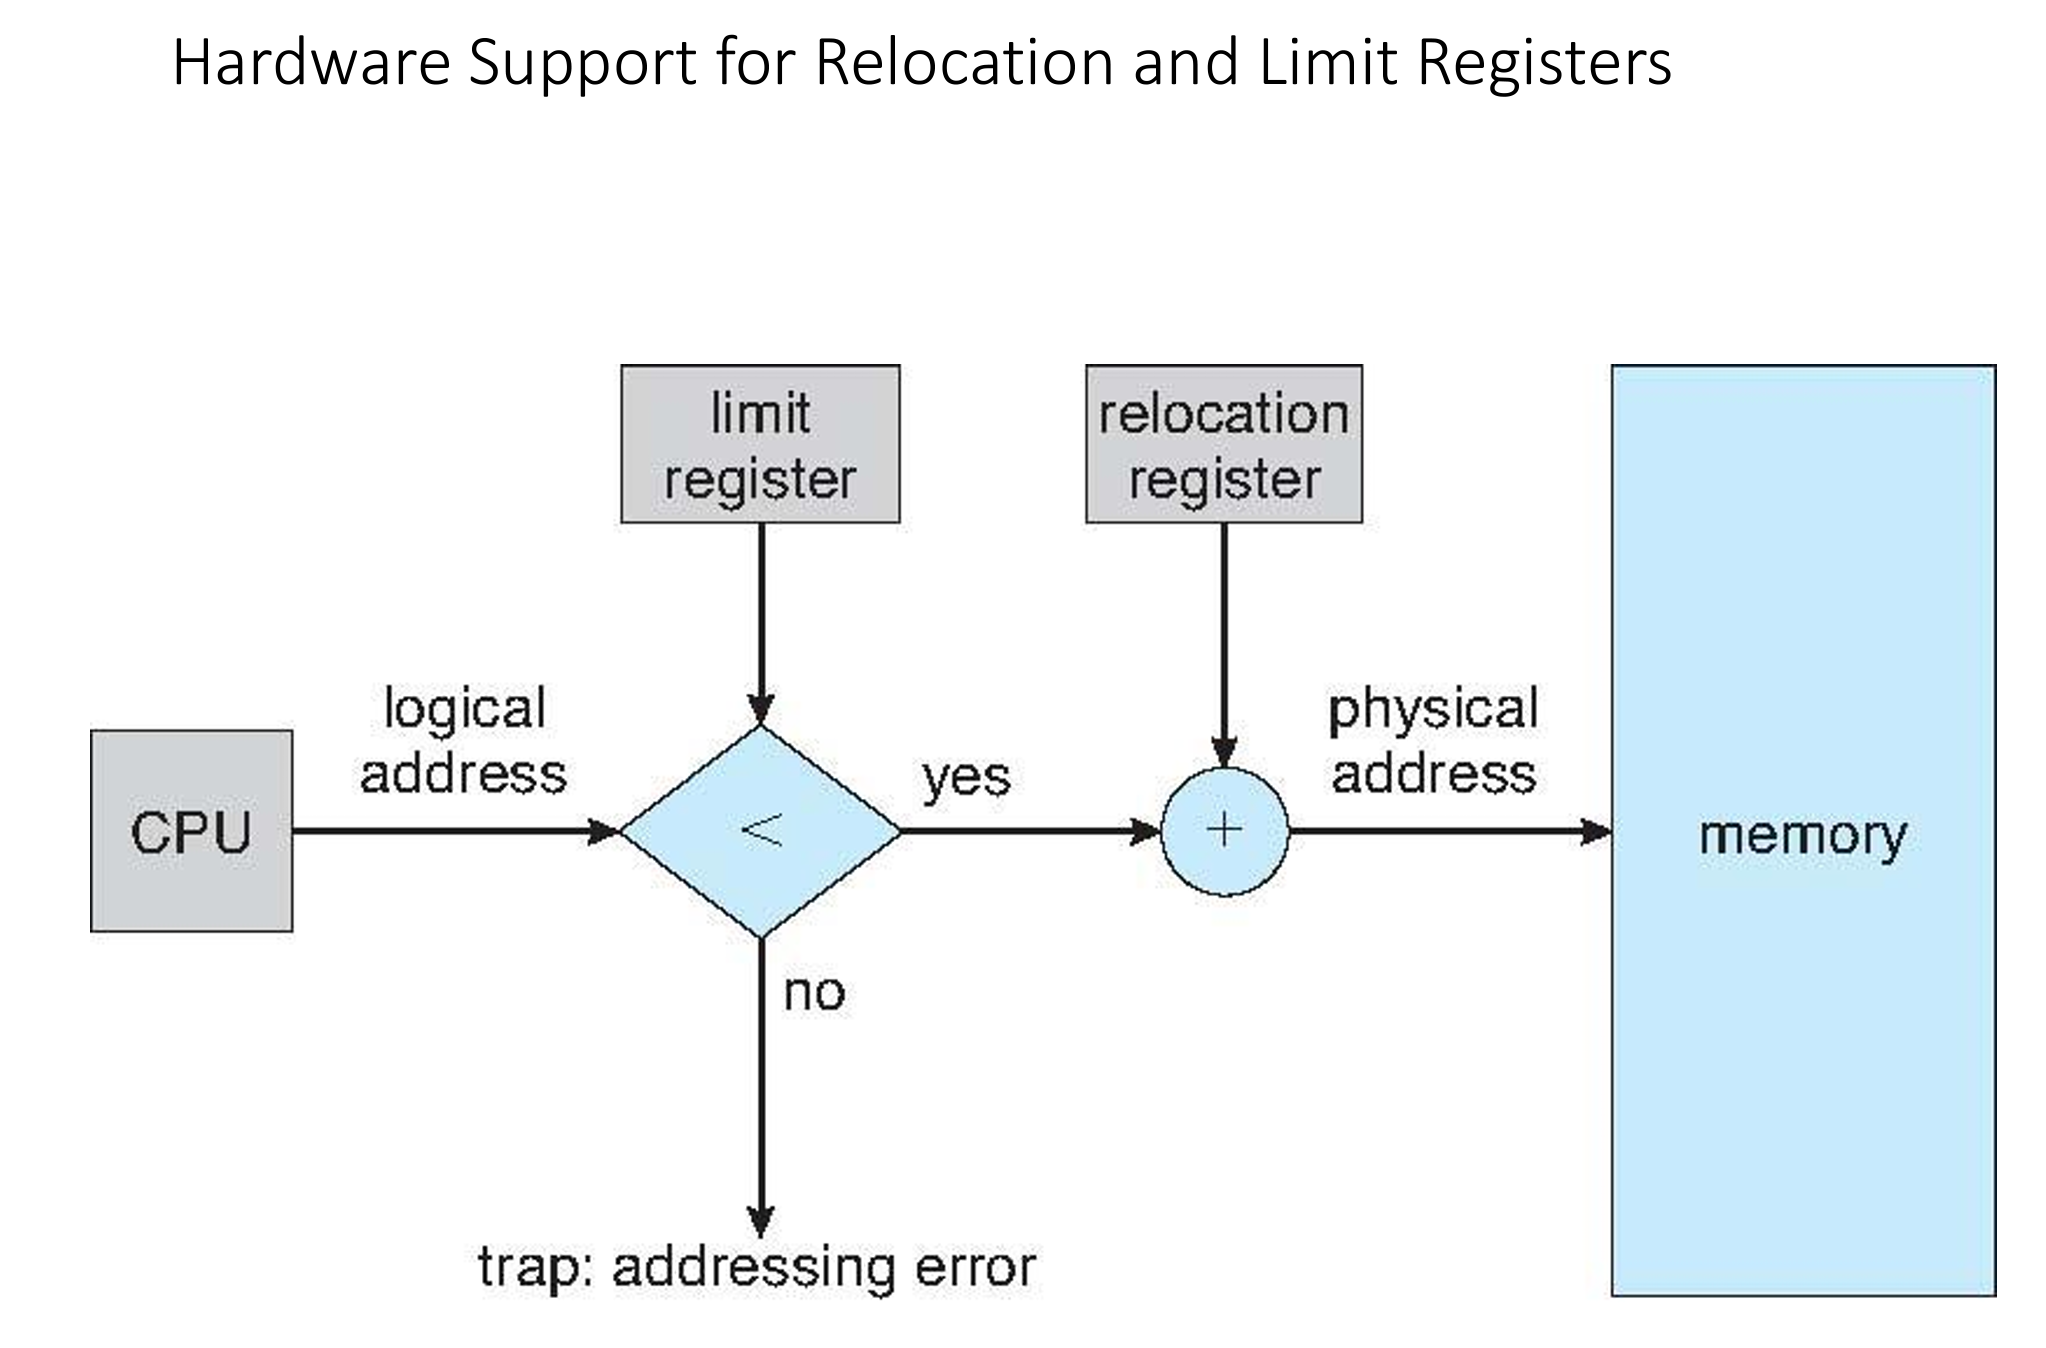 Hardware Support for Relocation and Limit Registers
limit
register
relocation
register
logical
address
yes
physical
address
CPU
<
+
memory
no
trap: addressing error